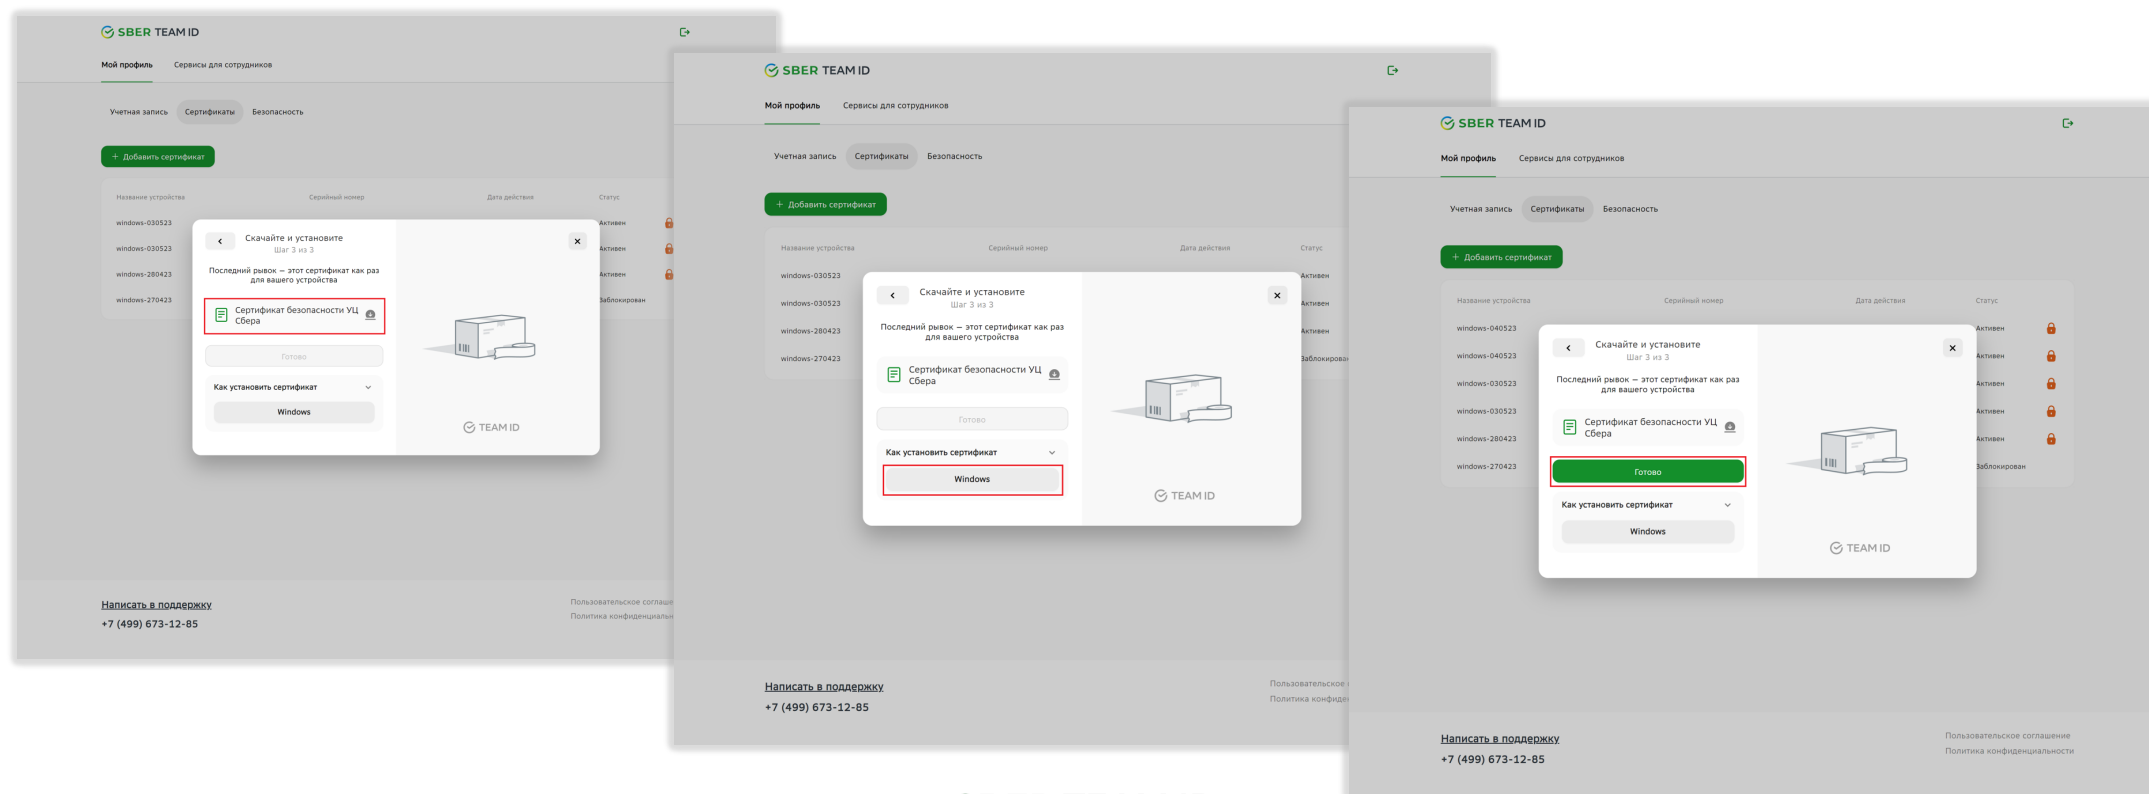 SBER TEAM ID
Мой профиль Сервисы для сотрудников
Учетная запись Сертификаты Безопасность
+ Добавить сертификат
Название устройства Серийный номер Дата действия Статус
windows-030523 Активен
windows-030523 Активен
windows-280423 Активен
windows-270423 Заблокирован
Скачайте и установите
Шаг 3 из 3
Последний рывок — этот сертификат как раз
для вашего устройства
Сертификат безопасности УЦ
Сбера
Готово
Как установить сертификат
Windows
TEAM ID
Написать в поддержку
+7 (499) 673-12-85
Пользовательское соглаше
Политика конфиденциальн
SBER TEAM ID
Мой профиль Сервисы для сотрудников
Учетная запись Сертификаты Безопасность
+ Добавить сертификат
Название устройства Серийный номер Дата действия Статус
windows-030523 Активен
windows-030523 Активен
windows-280423 Активен
windows-270423 Заблокирован
Скачайте и установите
Шаг 3 из 3
Последний рывок — этот сертификат как раз
для вашего устройства
Сертификат безопасности УЦ
Сбера
Готово
Как установить сертификат
Windows
TEAM ID
Написать в поддержку
+7 (499) 673-12-85
Пользовательское
Политика конфиде
SBER TEAM ID
Мой профиль Сервисы для сотрудников
Учетная запись Сертификаты Безопасность
+ Добавить сертификат
Название устройства Серийный номер Дата действия Статус
windows-040523 Активен
windows-040523 Активен
windows-030523 Активен
windows-030523 Активен
windows-280423 Активен
windows-270423 Заблокирован
Скачайте и установите
Шаг 3 из 3
Последний рывок — этот сертификат как раз
для вашего устройства
Сертификат безопасности УЦ
Сбера
Готово
Как установить сертификат
Windows
TEAM ID
Написать в поддержку
+7 (499) 673-12-85
Пользовательское соглашение
Политика конфиденциальности